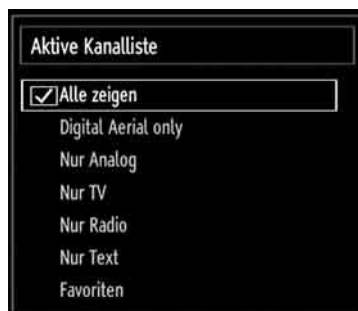 Aktive Kanalliste
Alle zeigen
Digital Aerial only
Nur Analog
Nur TV
Nur Radio
Nur Text
Favoriten